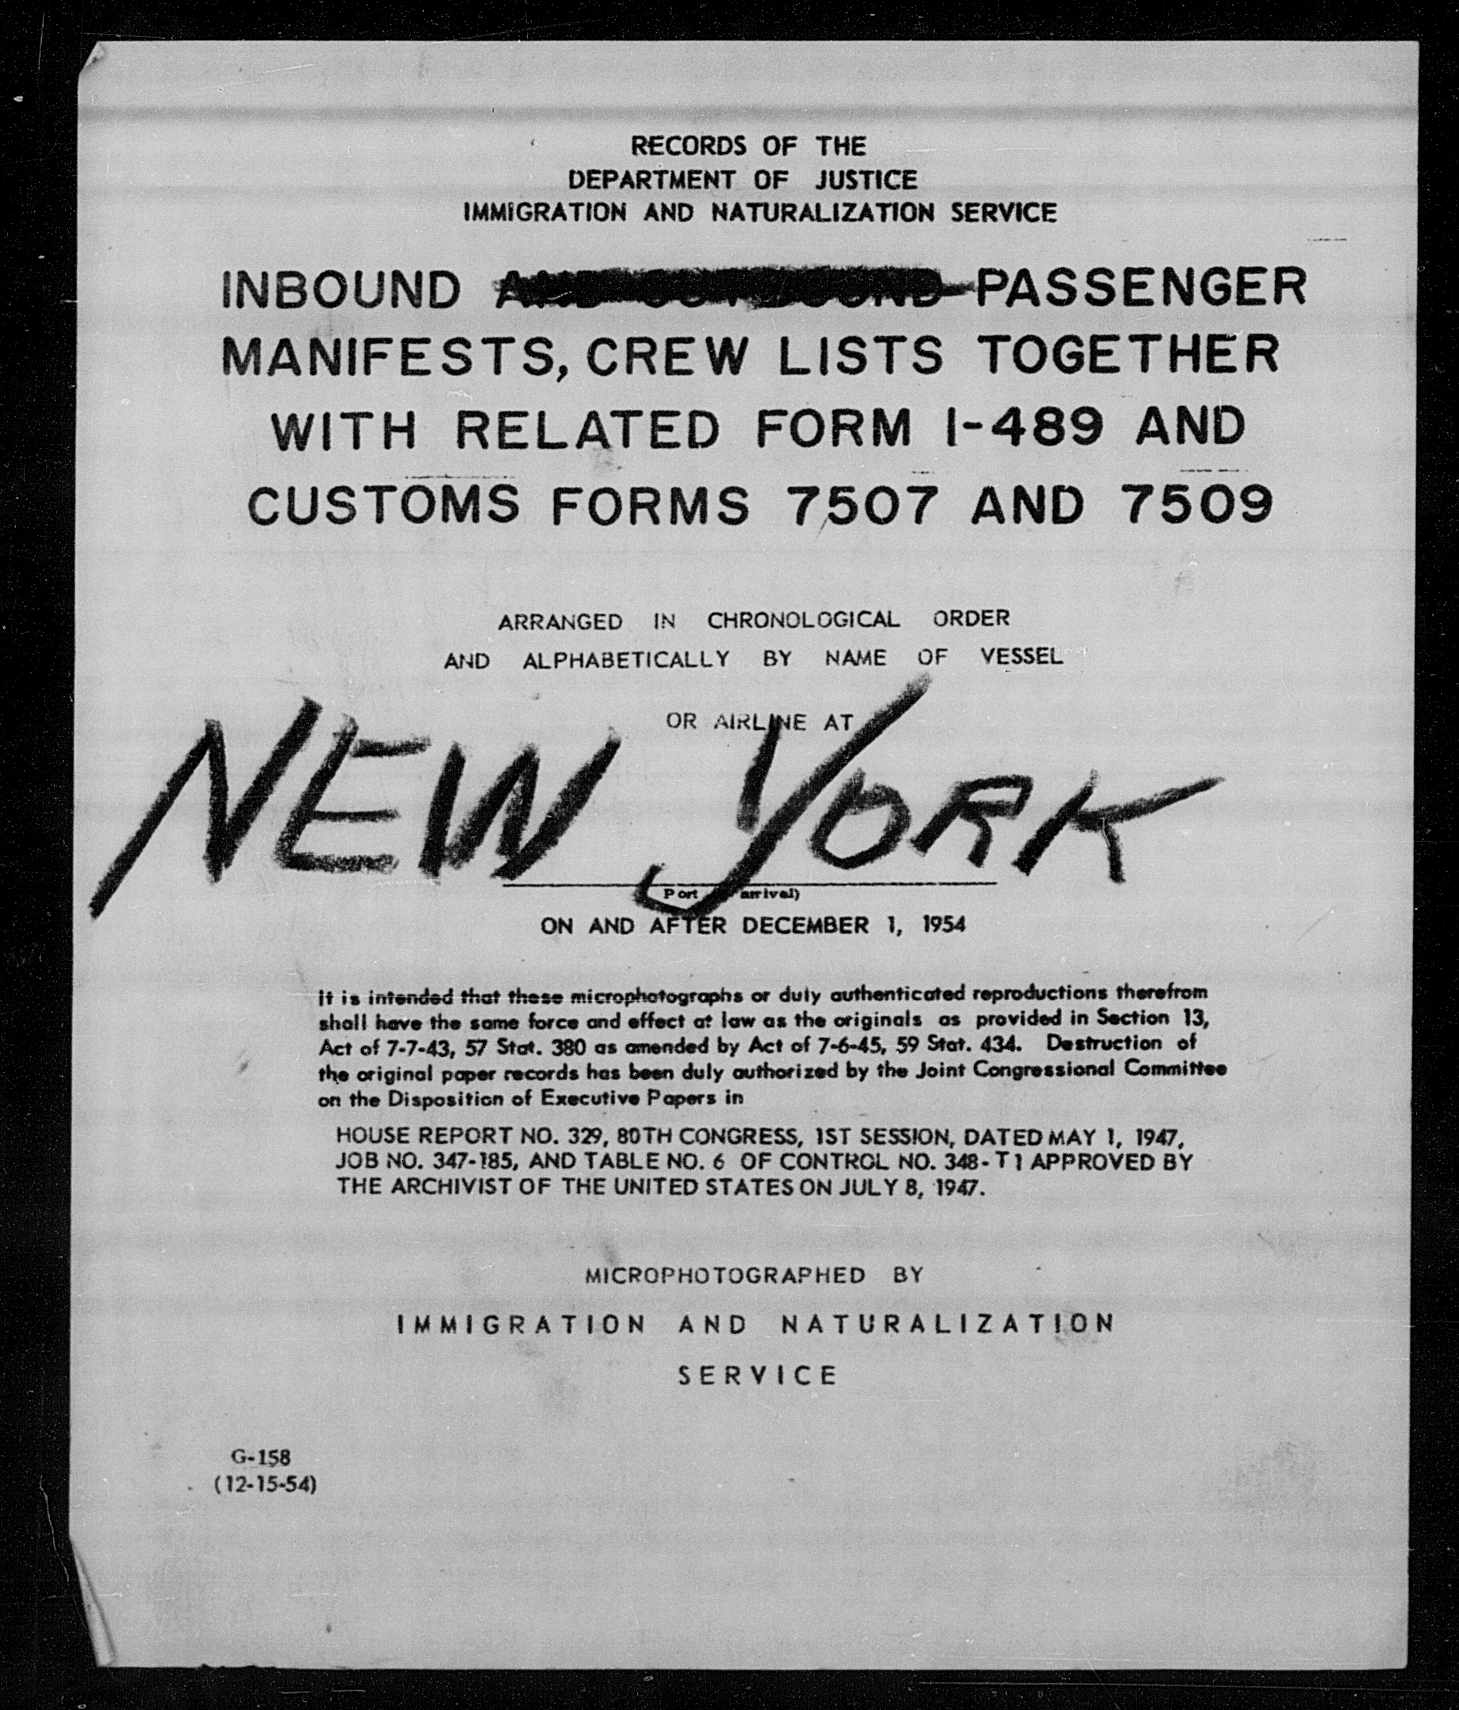 RECORDS OF THE
DEPARTMENT OF JUSTICE
IMMIGRATION AND NATURALIZATION SERVICE
INBOUND AND OUTBOUND PASSENGER
MANIFESTS, CREW LISTS TOGETHER
WITH RELATED FORM I-489 AND
CUSTOMS FORMS 7507 AND 7509
ARRANGED IN CHRONOLOGICAL ORDER
AND ALPHABETICALLY BY NAME OF VESSEL
OR AIRLINE AT
NEW YORK
(Port arrival)
ON AND AFTER DECEMBER 1, 1954
It is intended that these microphotographs or duly authenticated reproductions therefrom
shall have the same force and effect at law as the originals as provided in Section 13,
Act of 7-7-43, 57 Stat. 380 as amended by Act of 7-6-45, 59 Stat. 434. Destruction of
the original paper records has been duly authorized by the Joint Congressional Committee
on the Disposition of Executive Papers in
HOUSE REPORT NO. 329, 80TH CONGRESS, 1ST SESSION, DATED MAY 1, 1947,
JOB NO. 347-185, AND TABLE NO. 6 OF CONTROL NO. 348-T1 APPROVED BY
THE ARCHIVIST OF THE UNITED STATES ON JULY 8, 1947.
MICROPHOTOGRAPHED BY
IMMIGRATION AND NATURALIZATION
SERVICE
G-158
(12-15-54)